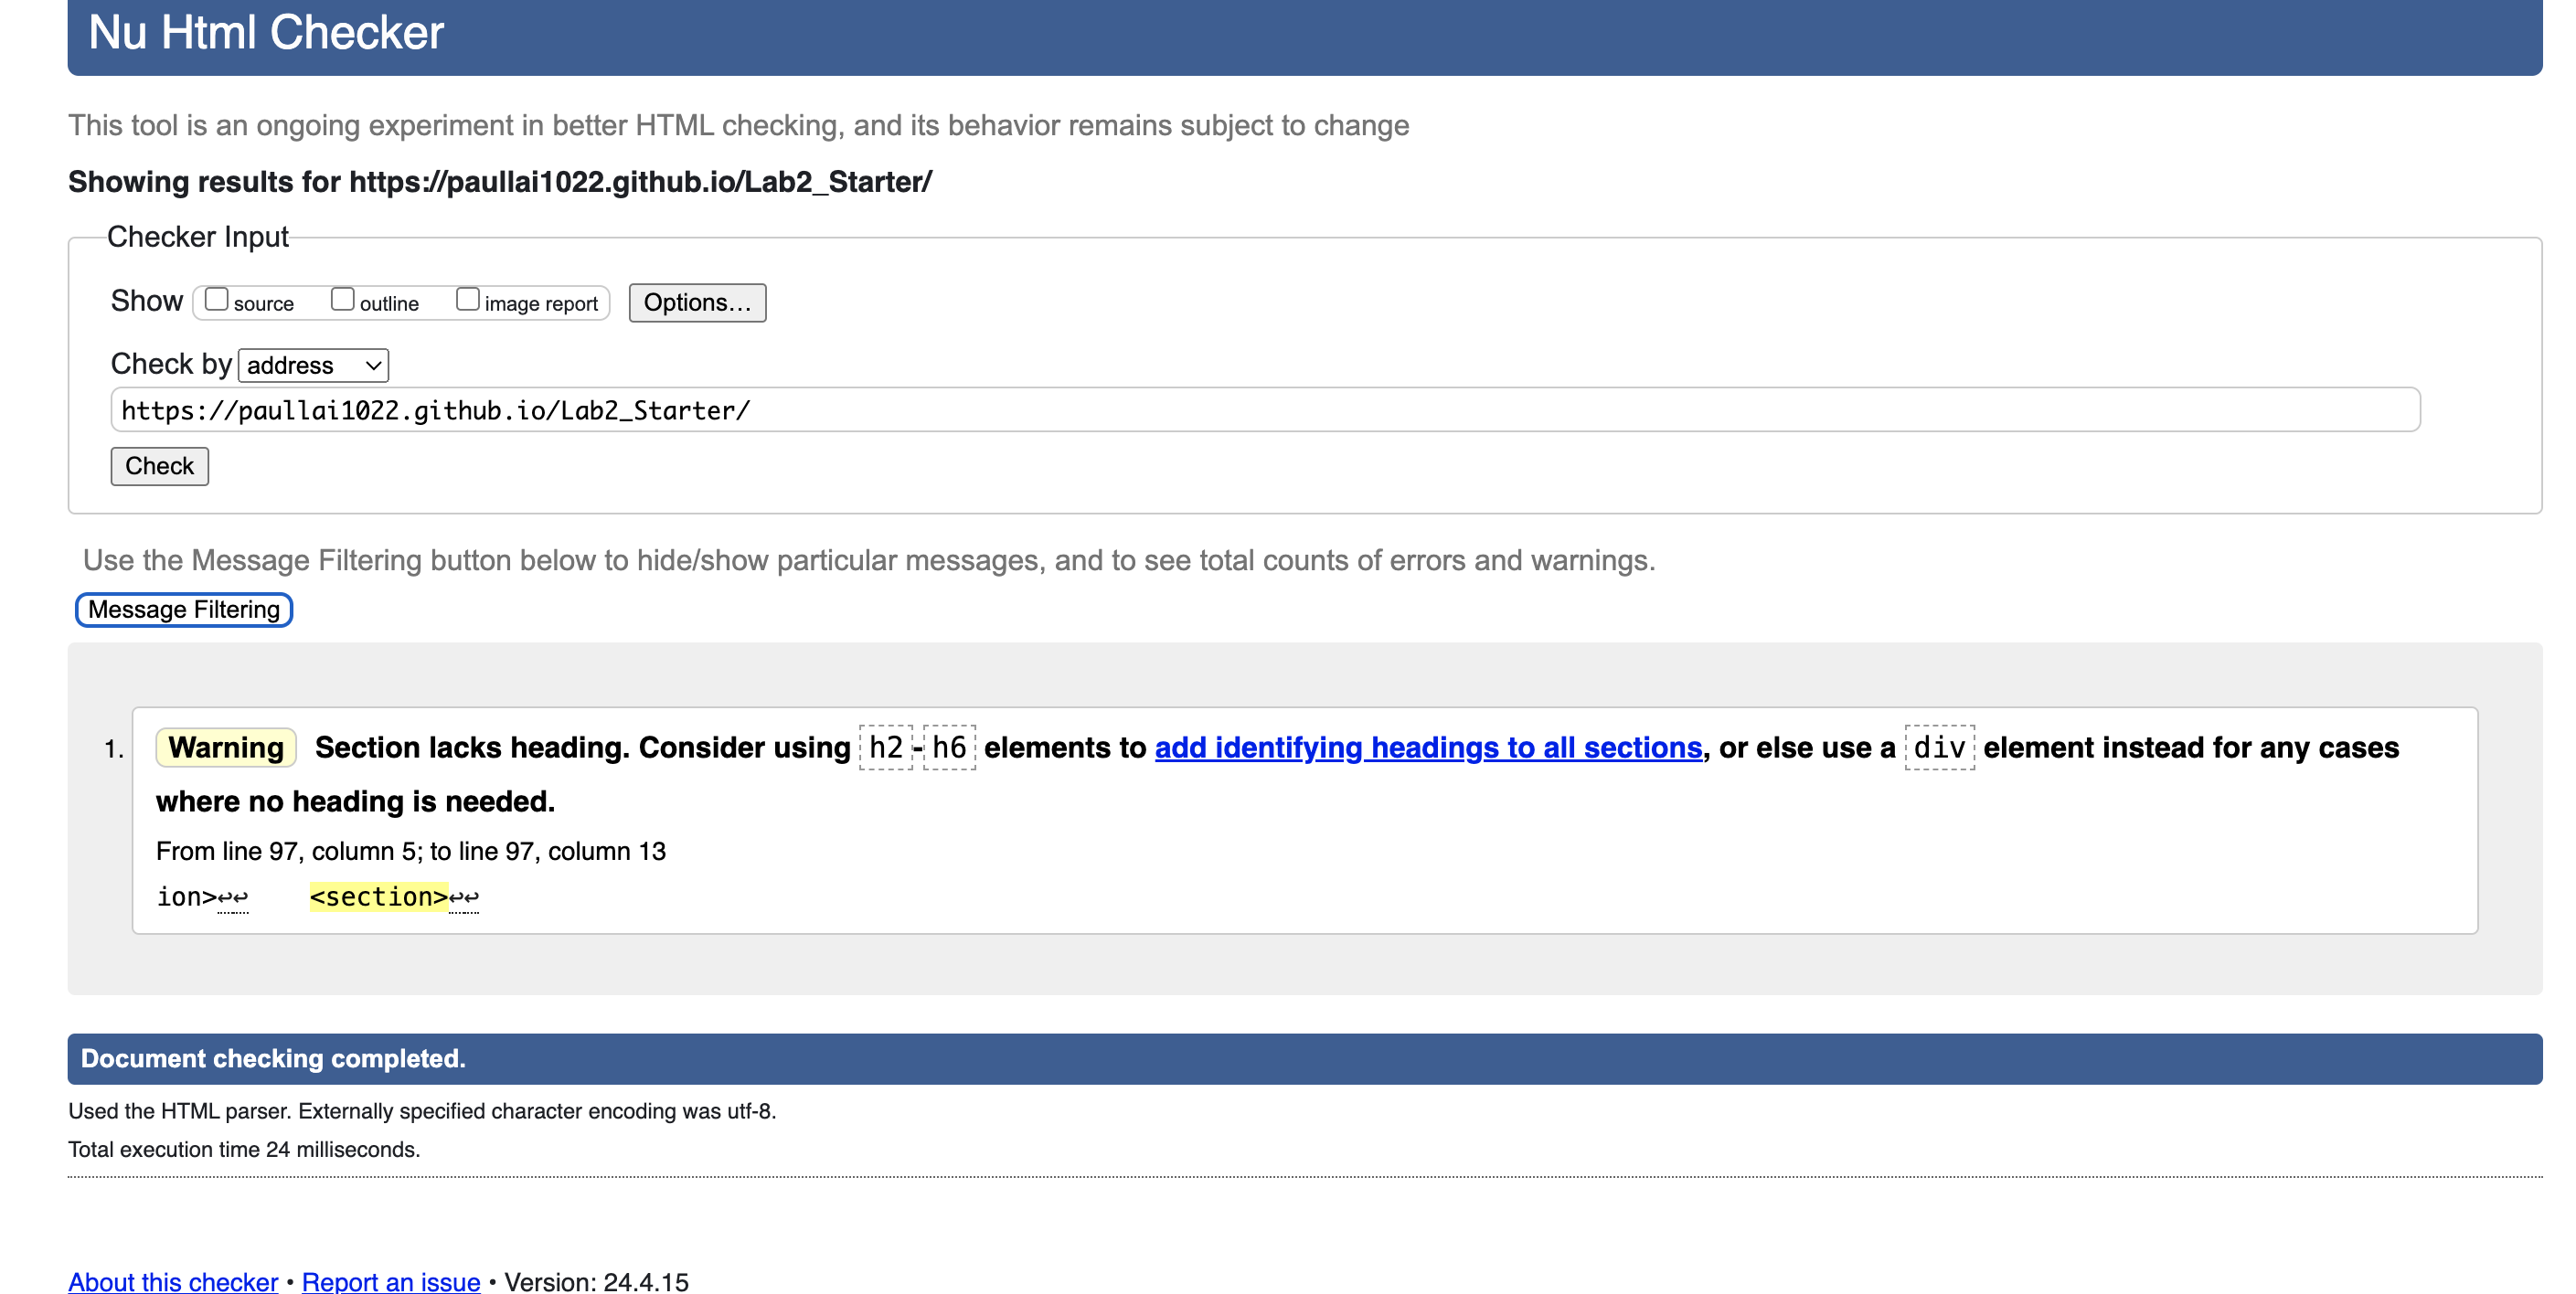 Nu Html Checker
This tool is an ongoing experiment in better HTML checking, and its behavior remains subject to change
Showing results for https://paullai1022.github.io/Lab2_Starter/
Checker Input
Show source outline image report Options...
Check by address
https://paullai1022.github.io/Lab2_Starter/
Check
Use the Message Filtering button below to hide/show particular messages, and to see total counts of errors and warnings.
Message Filtering
1. Warning Section lacks heading. Consider using h2-h6 elements to add identifying headings to all sections, or else use a div element instead for any cases
where no heading is needed.
From line 97, column 5; to line 97, column 13
ion>↩↩ <section>↩↩
Document checking completed.
Used the HTML parser. Externally specified character encoding was utf-8.
Total execution time 24 milliseconds.
About this checker • Report an issue • Version: 24.4.15